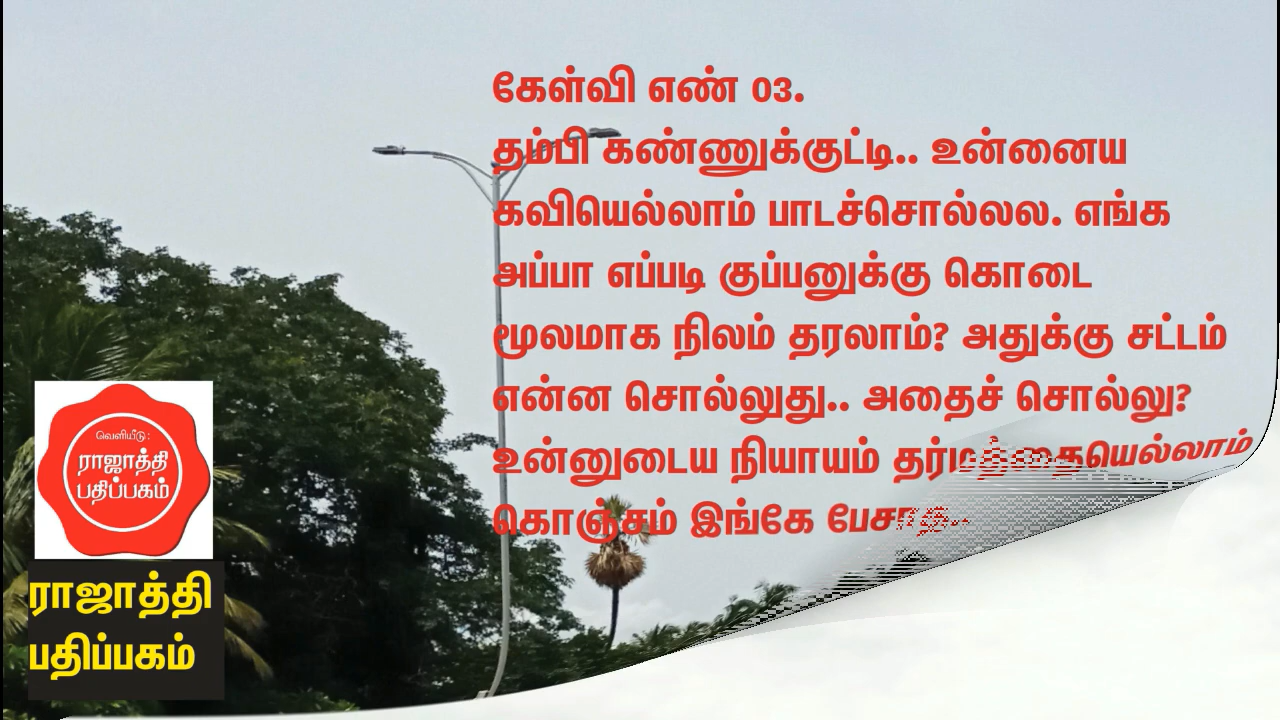 கேள்வி எண் 03.
தம்பி கண்ணுக்குட்டி.. உன்னைய
கவியெல்லாம் பாடச்சொல்லல. எங்க
அப்பா எப்படி குப்பனுக்கு கொடை
மூலமாக நிலம் தரலாம்? அதுக்கு சட்டம்
என்ன சொல்லுது.. அதைச் சொல்லு?
உன்னுடைய நியாயம் தர்மத்தையெல்லாம்
கொஞ்சம் இங்கே பேசாத..
வெளியீடு:
ராஜாத்தி
பதிப்பகம்
ராஜாத்தி
பதிப்பகம்